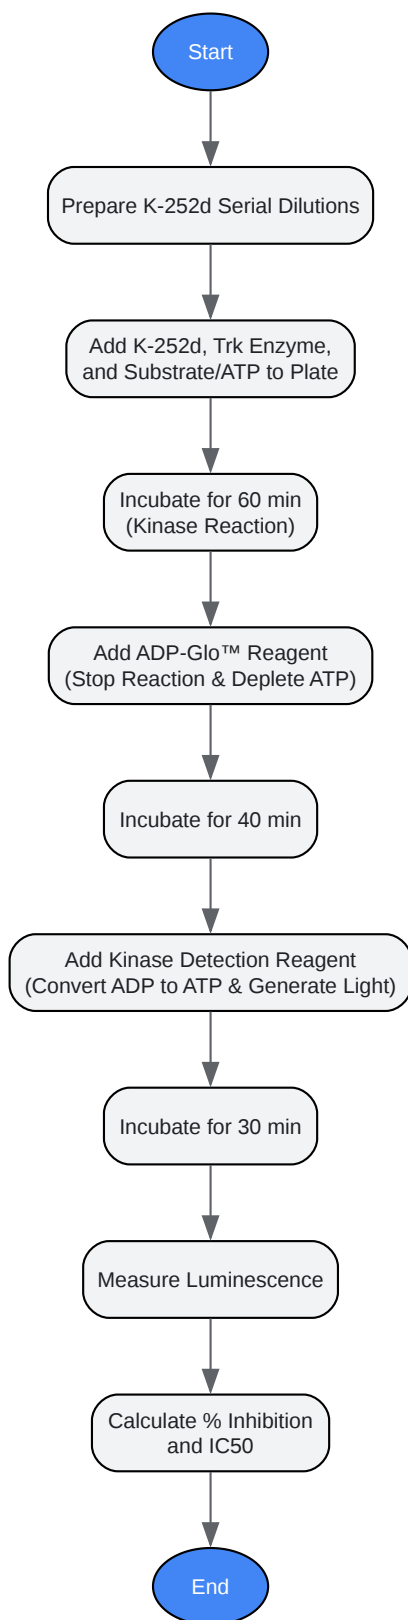 Start
Prepare K-252d Serial Dilutions
Add K-252d, Trk Enzyme,
and Substrate/ATP to Plate
Incubate for 60 min
(Kinase Reaction)
Add ADP-Glo™ Reagent
(Stop Reaction & Deplete ATP)
Incubate for 40 min
Add Kinase Detection Reagent
(Convert ADP to ATP & Generate Light)
Incubate for 30 min
Measure Luminescence
Calculate % Inhibition
and IC50
End